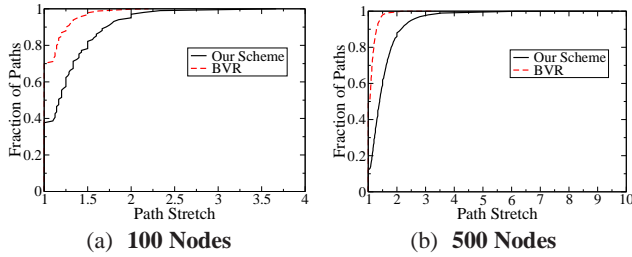 1
0.8
0.6
0.4
0.2
0
Fraction of Paths
Our Scheme
BVR
1 1.5 2 2.5 3 3.5 4
Path Stretch
(a) 100 Nodes
1
0.8
0.6
0.4
0.2
0
Fraction of Paths
Our Scheme
BVR
1 2 3 4 5 6 7 8 9 10
Path Stretch
(b) 500 Nodes